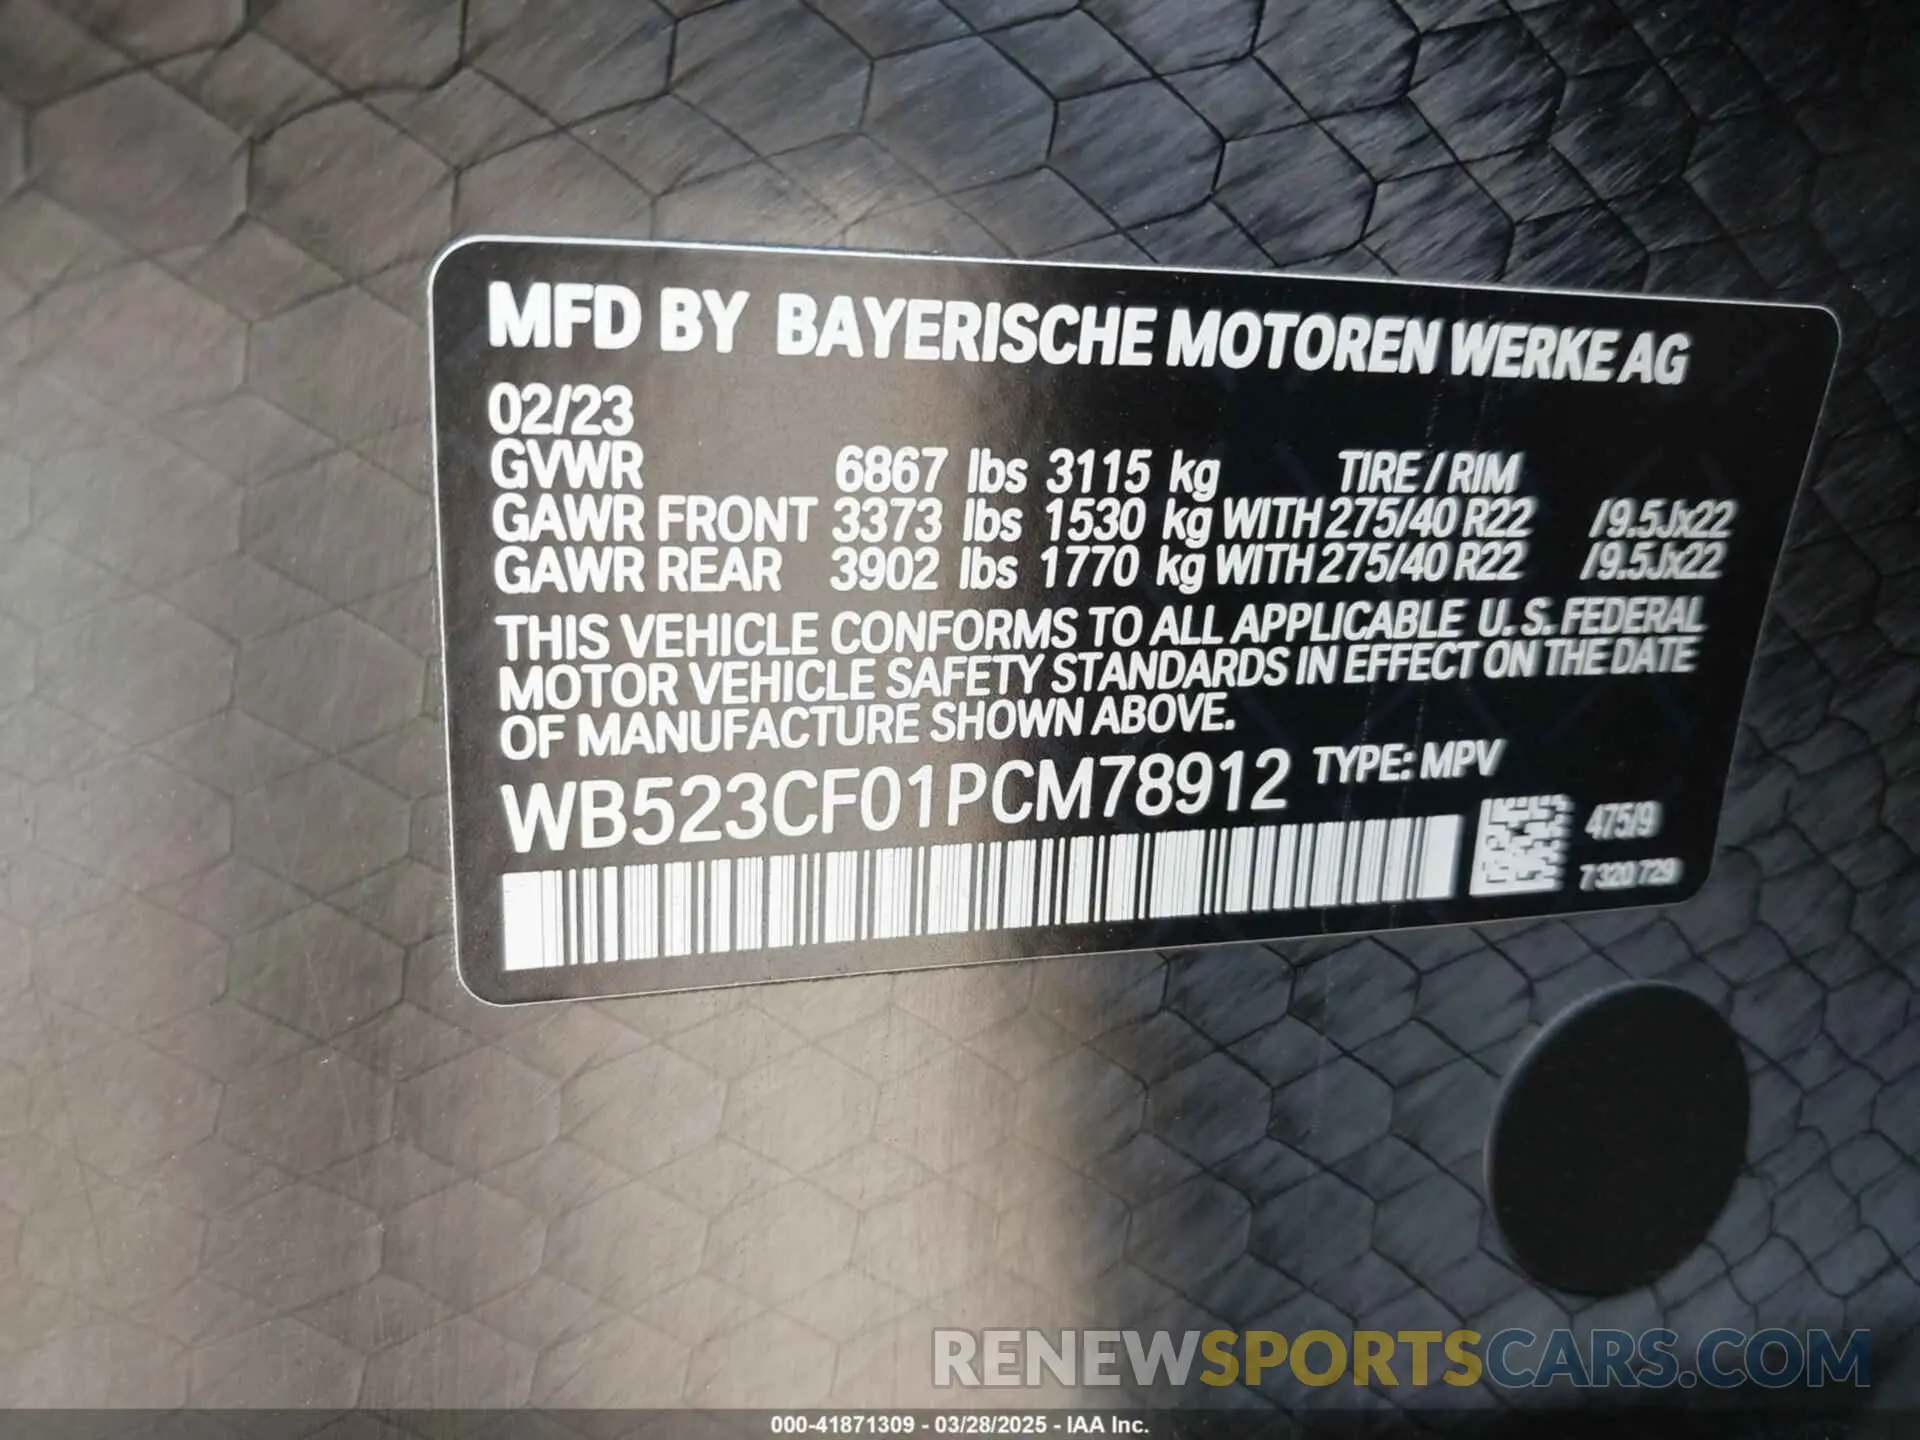 MFD BY BAYERISCHE MOTOREN WERKE AG
02/23
GVWR 6867 lbs 3115 kg TIRE / RIM
GAWR FRONT 3373 lbs 1530 kg WITH 275/40 R22 /9.5Jx22
GAWR REAR 3902 lbs 1770 kg WITH 275/40 R22 /9.5Jx22
THIS VEHICLE CONFORMS TO ALL APPLICABLE U. S. FEDERAL
MOTOR VEHICLE SAFETY STANDARDS IN EFFECT ON THE DATE
OF MANUFACTURE SHOWN ABOVE.
WB523CF01PCM78912 TYPE: MPV
475/9
7 320 729
RENEWSPORTSCARS.COM
000-41871309 - 03/28/2025 - IAA Inc.